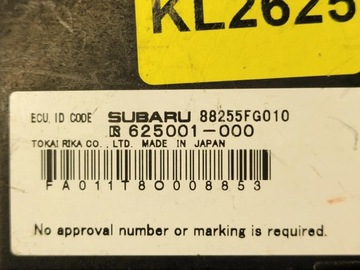 KL2625
ECU, ID CODE SUBARU 88255FG010
R 625001-000
TOKAI RIKA CO., LTD. MADE IN JAPAN
FA011T80008853
No approval number or marking is required.